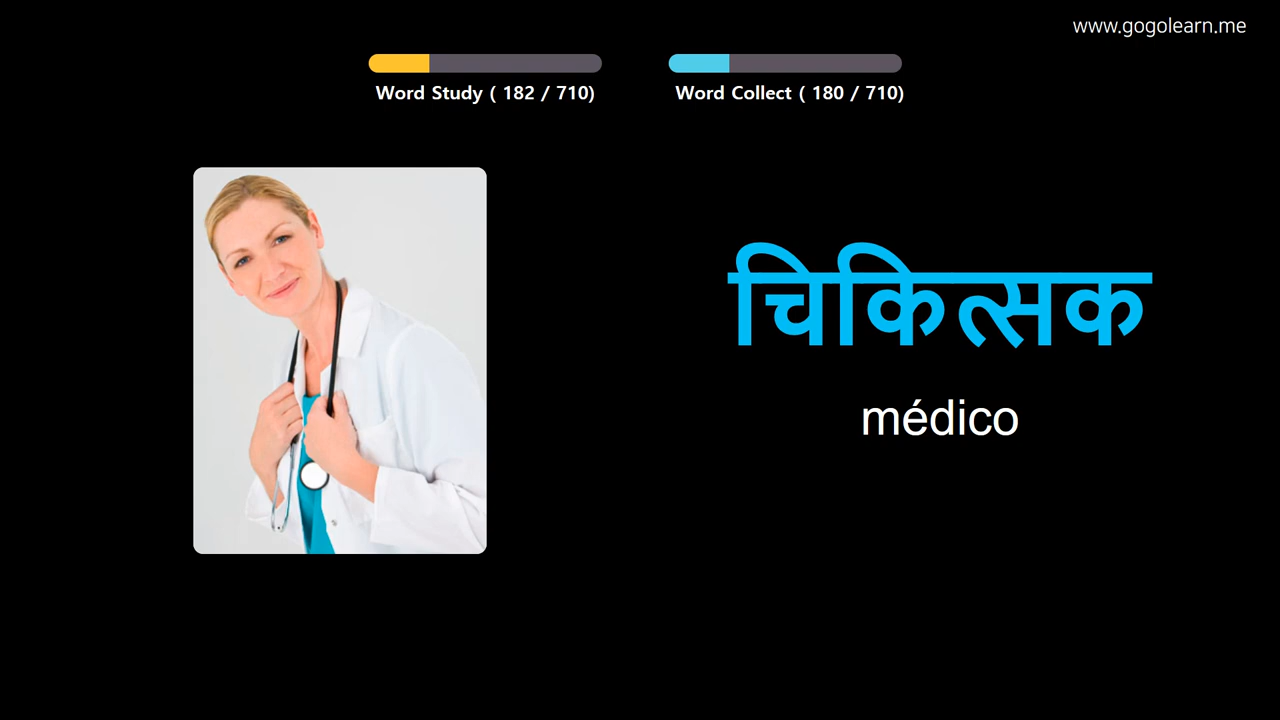 www.gogolearn.me
Word Study ( 182 / 710)
Word Collect ( 180 / 710)
चिकित्सक
médico